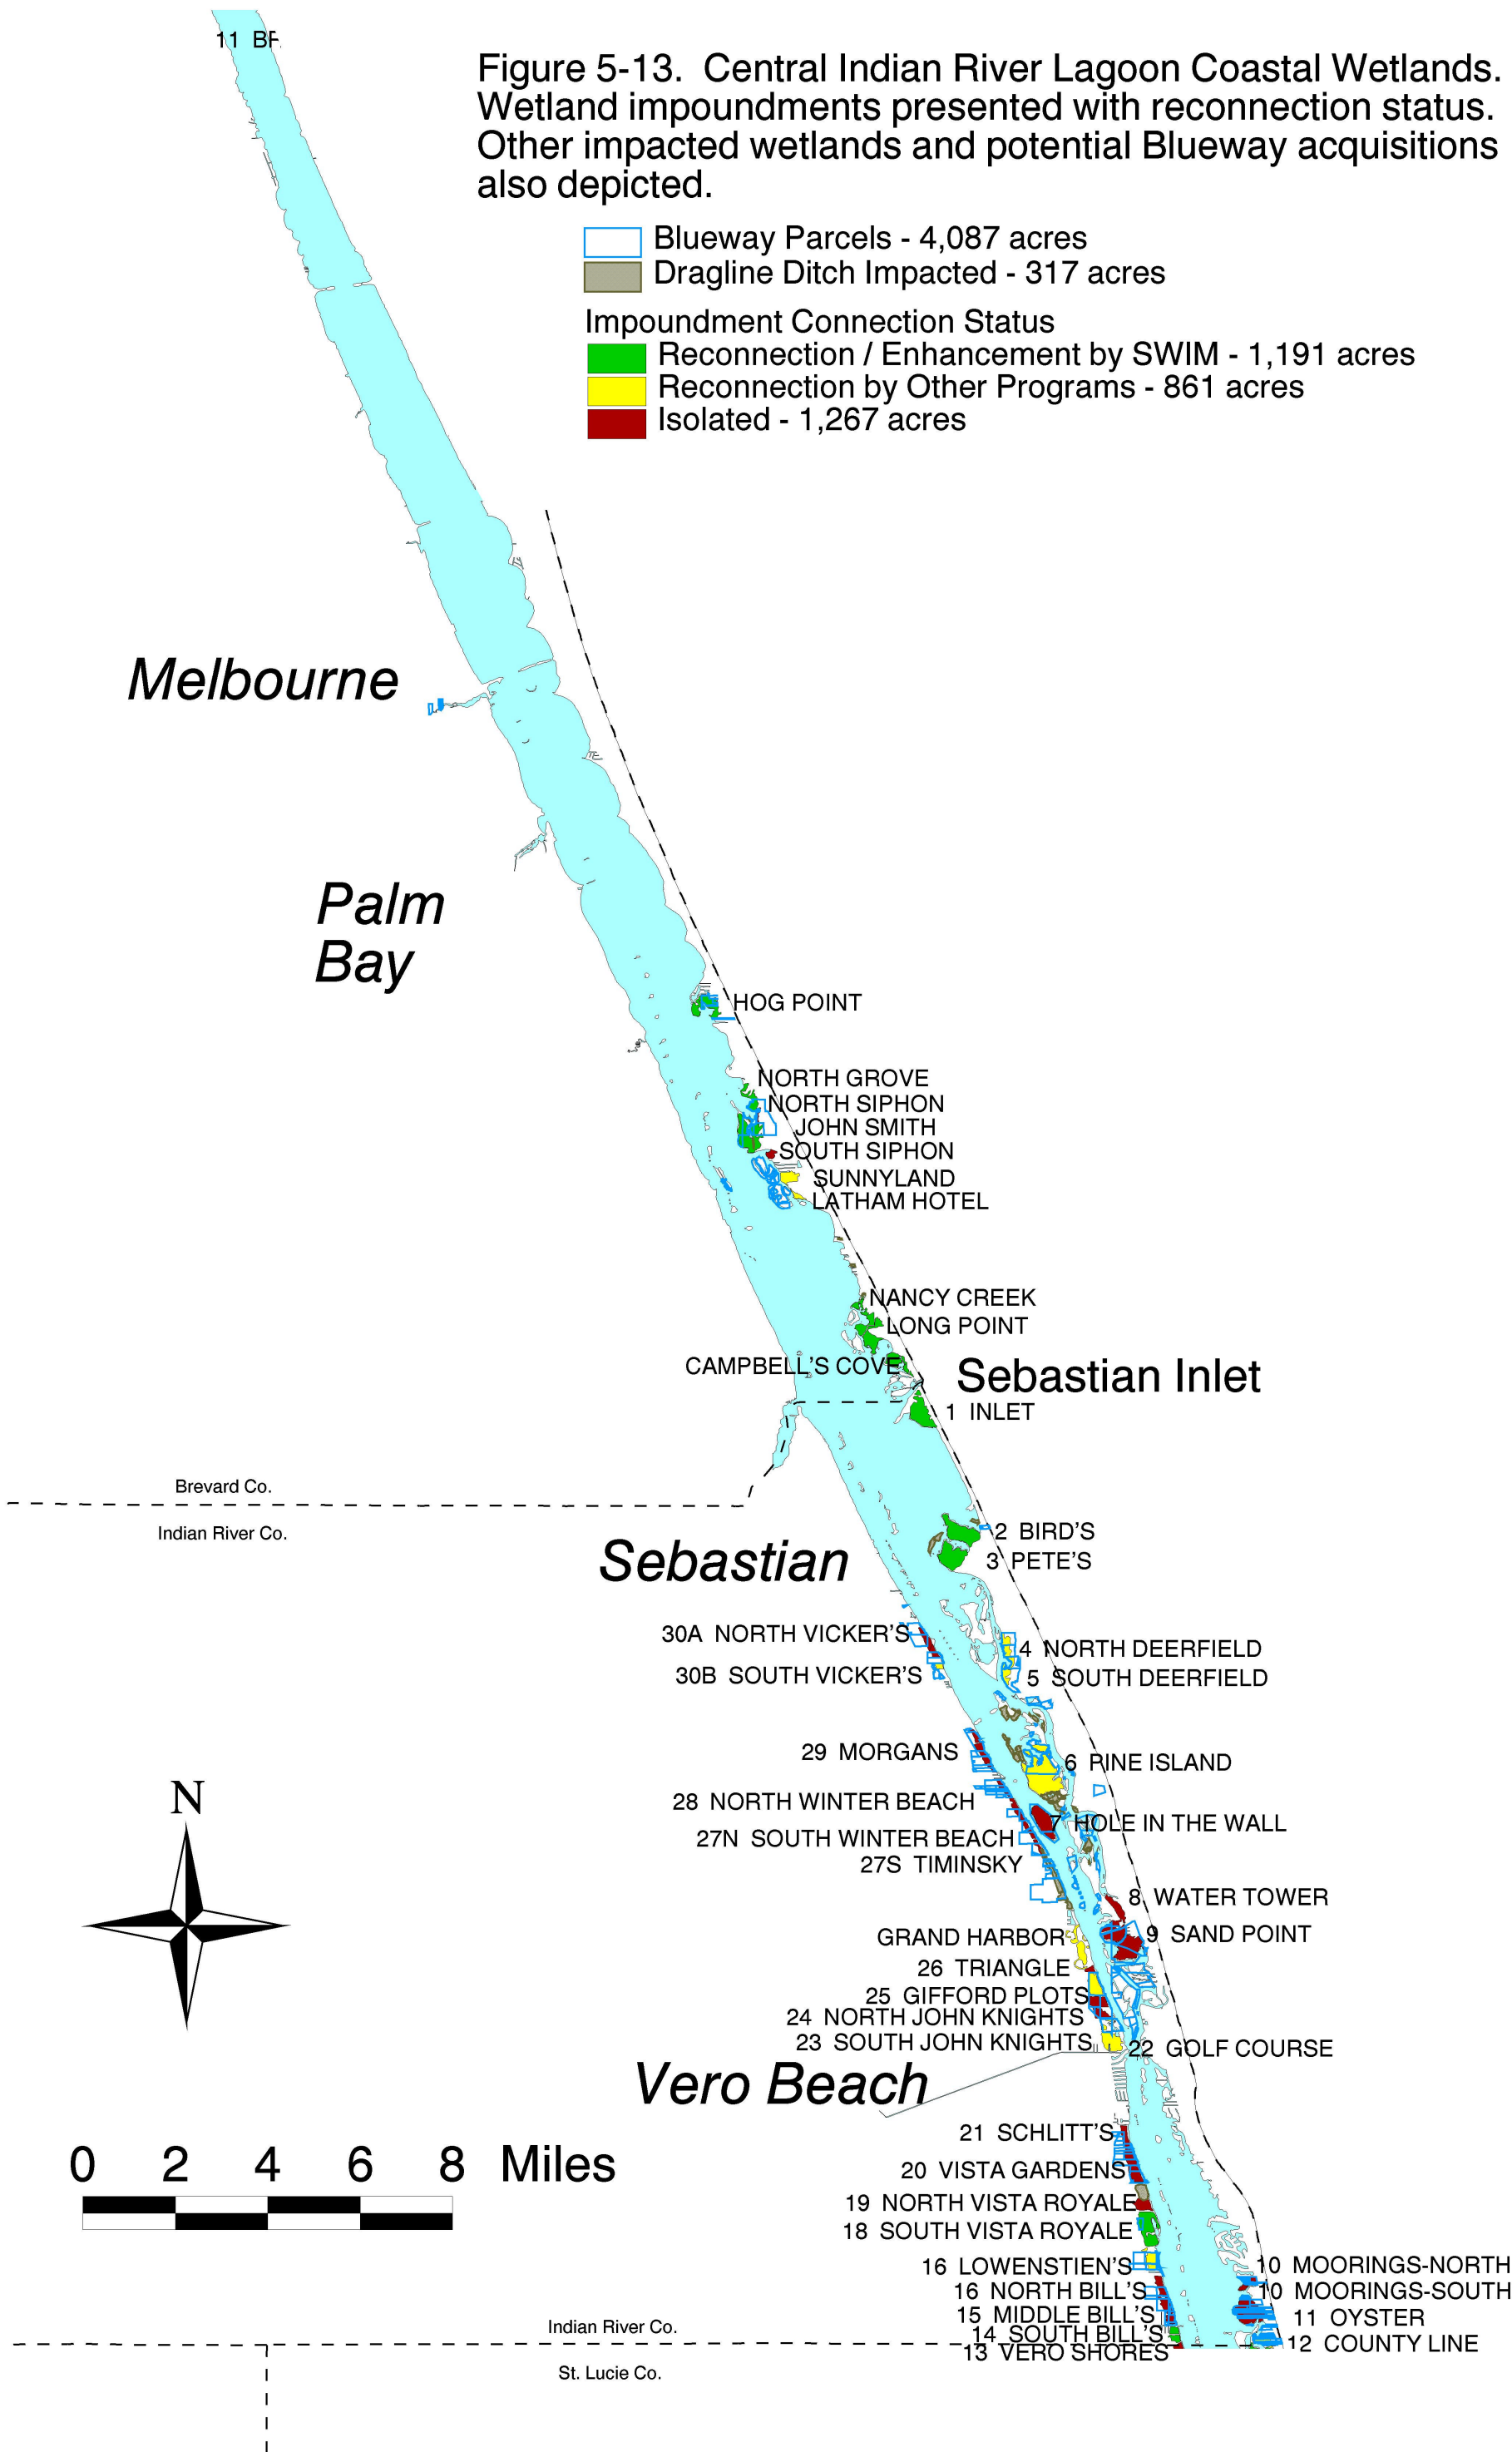 11 BR
Figure 5-13. Central Indian River Lagoon Coastal Wetlands.
Wetland impoundments presented with reconnection status.
Other impacted wetlands and potential Blueway acquisitions
also depicted.
Blueway Parcels - 4,087 acres
Dragline Ditch Impacted - 317 acres
Impoundment Connection Status
Reconnection / Enhancement by SWIM - 1,191 acres
Reconnection by Other Programs - 861 acres
Isolated - 1,267 acres
Melbourne
Palm
Bay
HOG POINT
NORTH GROVE
NORTH SIPHON
JOHN SMITH
SOUTH SIPHON
SUNNYLAND
LATHAM HOTEL
NANCY CREEK
LONG POINT
CAMPBELL'S COVE
Sebastian Inlet
1 INLET
Brevard Co.
Indian River Co.
2 BIRD'S
3 PETE'S
Sebastian
30A NORTH VICKER'S
4 NORTH DEERFIELD
30B SOUTH VICKER'S
5 SOUTH DEERFIELD
29 MORGANS
6 PINE ISLAND
28 NORTH WINTER BEACH
7 HOLE IN THE WALL
27N SOUTH WINTER BEACH
27S TIMINSKY
N
8 WATER TOWER
9 SAND POINT
GRAND HARBOR
26 TRIANGLE
25 GIFFORD PLOTS
24 NORTH JOHN KNIGHTS
23 SOUTH JOHN KNIGHTS
22 GOLF COURSE
Vero Beach
21 SCHLITT'S
0 2 4 6 8 Miles
20 VISTA GARDENS
19 NORTH VISTA ROYALE
18 SOUTH VISTA ROYALE
16 LOWENSTIEN'S
10 MOORINGS-NORTH
16 NORTH BILL'S
10 MOORINGS-SOUTH
15 MIDDLE BILL'S
11 OYSTER
Indian River Co.
14 SOUTH BILL'S
12 COUNTY LINE
13 VERO SHORES
St. Lucie Co.